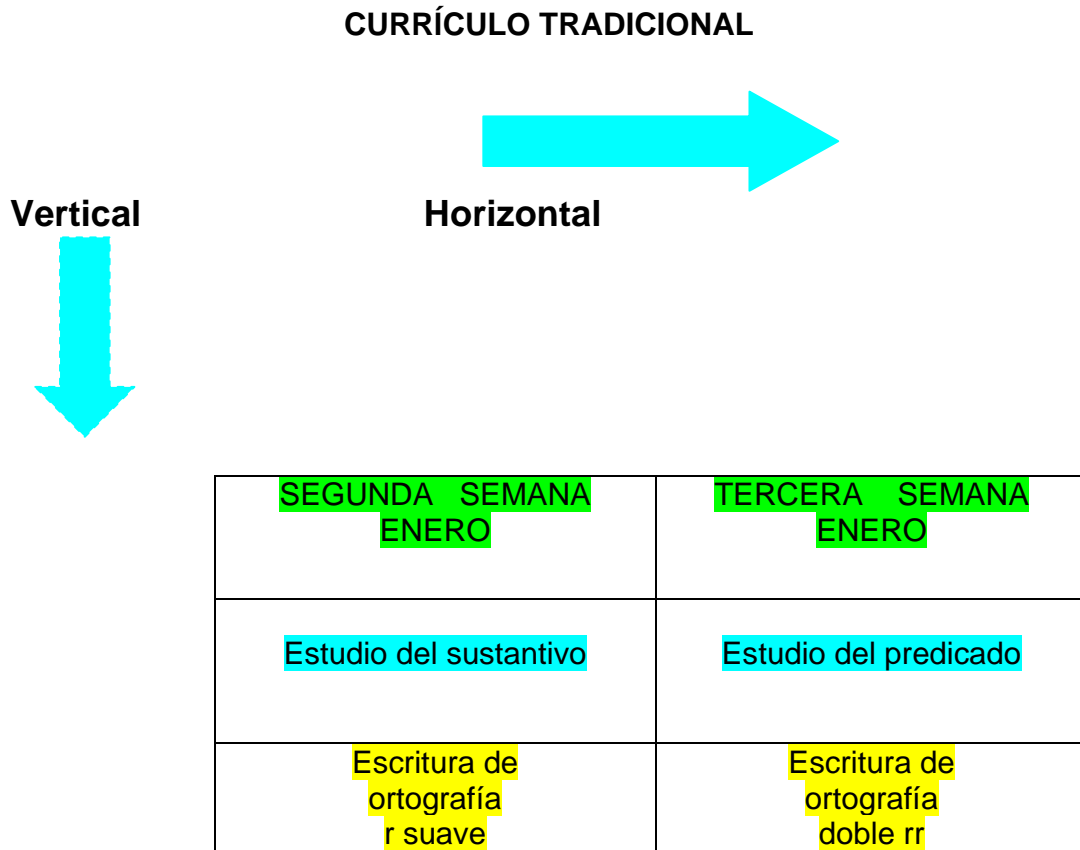 CURRÍCULO TRADICIONAL
Vertical Horizontal
SEGUNDA SEMANA TERCERA SEMANA
ENERO ENERO
Estudio del sustantivo Estudio del predicado
Escritura de Escritura de
ortografía ortografía
r suave doble rr